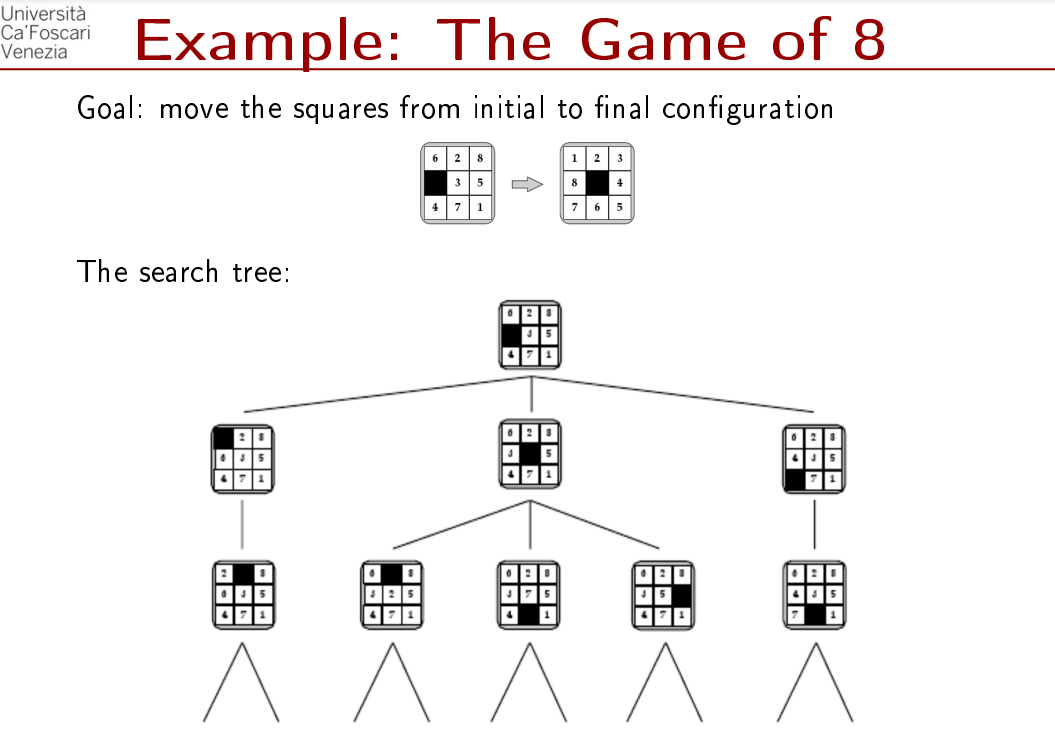 Università
Ca'Foscari
Venezia
Example: The Game of 8
Goal: move the squares from initial to final configuration
6 2 8
3 5
4 7 1
1 2 3
8 4
7 6 5
The search tree:
6 2 8
3 5
4 7 1
2 8
6 3 5
4 7 1
6 2 8
3 5
4 7 1
6 2 8
4 3 5
7 1
2 8
6 3 5
4 7 1
6 8
3 2 5
4 7 1
6 2 8
3 7 5
4 1
6 2 8
3 5
4 7 1
6 2 8
4 3 5
7 1